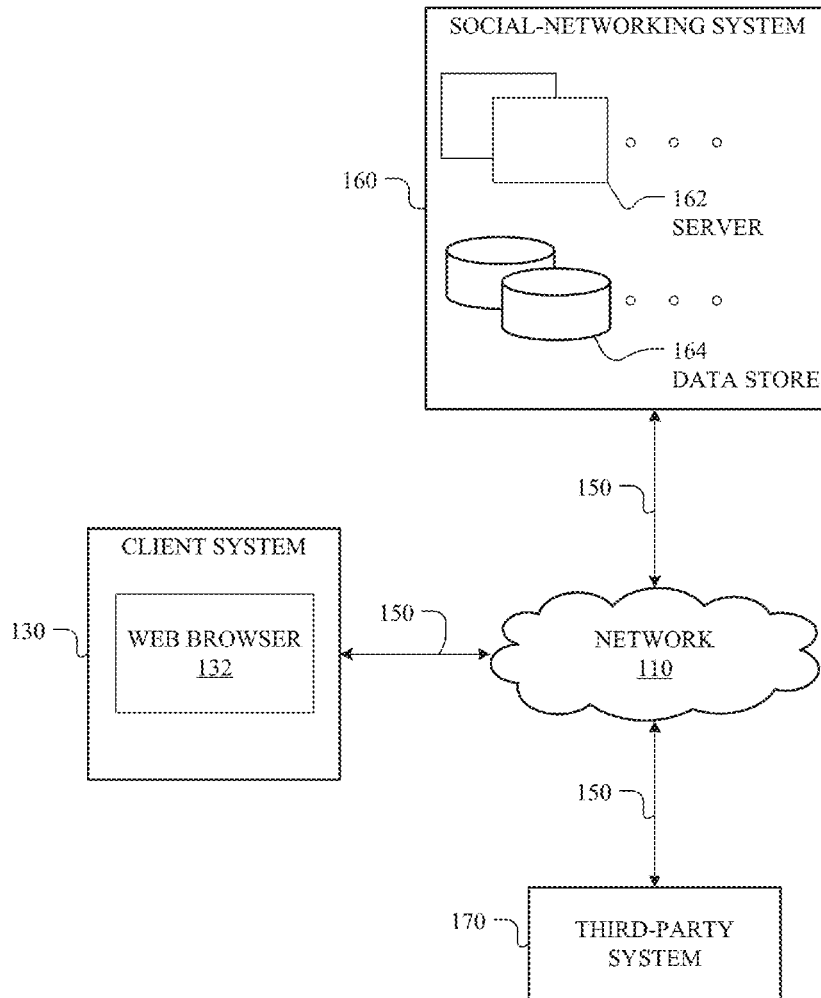 SOCIAL-NETWORKING SYSTEM
160
162
SERVER
164
DATA STORE
150
CLIENT SYSTEM
130
WEB BROWSER
132
150
NETWORK
110
150
170
THIRD-PARTY
SYSTEM